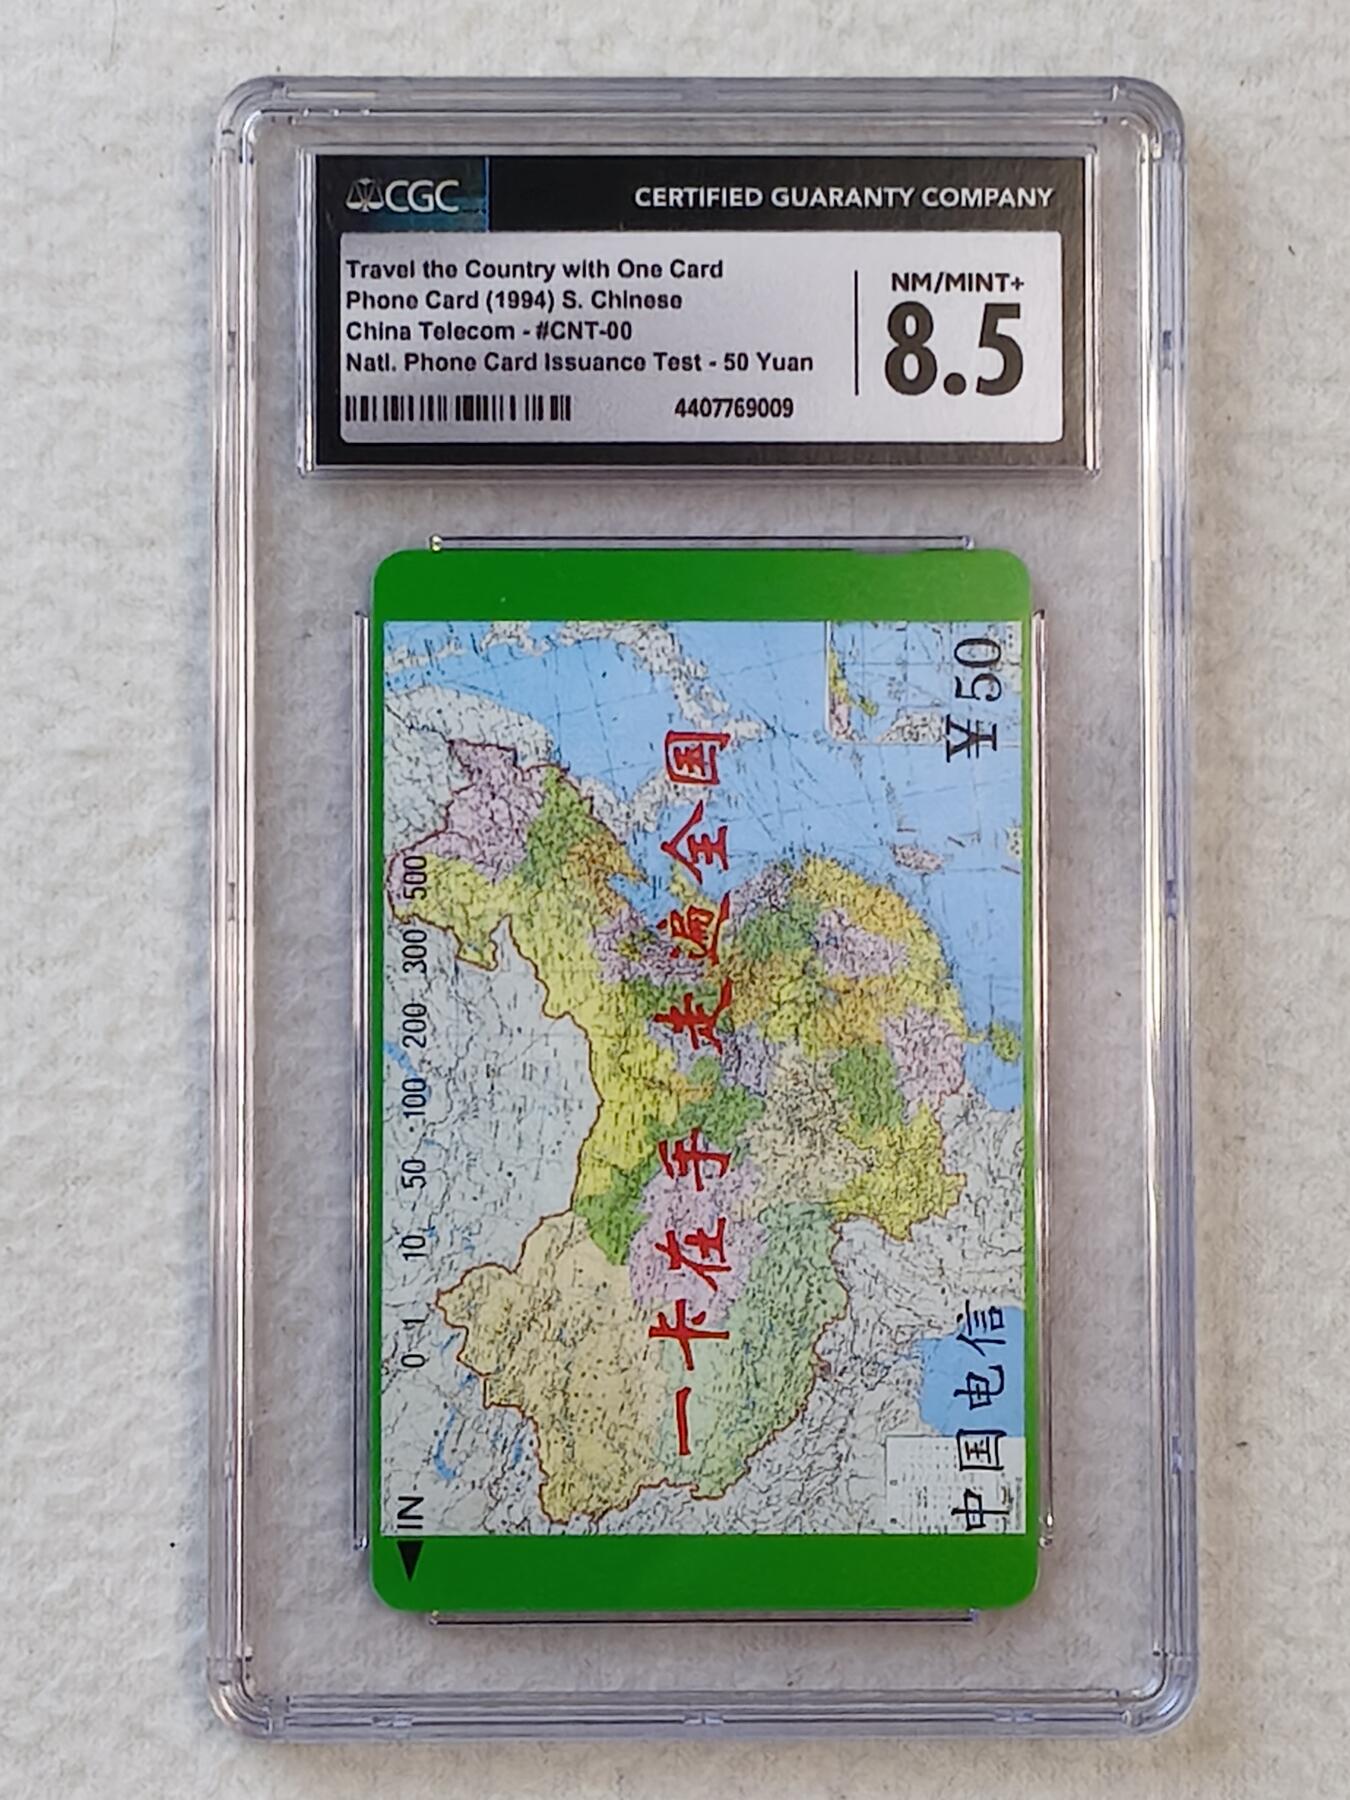 CGC
CERTIFIED GUARANTY COMPANY
Travel the Country with One Card
Phone Card (1994) S. Chinese
China Telecom - #CNT-00
Natl. Phone Card Issuance Test - 50 Yuan
4407769009
NM/MINT+
8.5
IN 0 1 10 50 100 200 300 500
一卡在手走遍全国
中国电信 ¥50